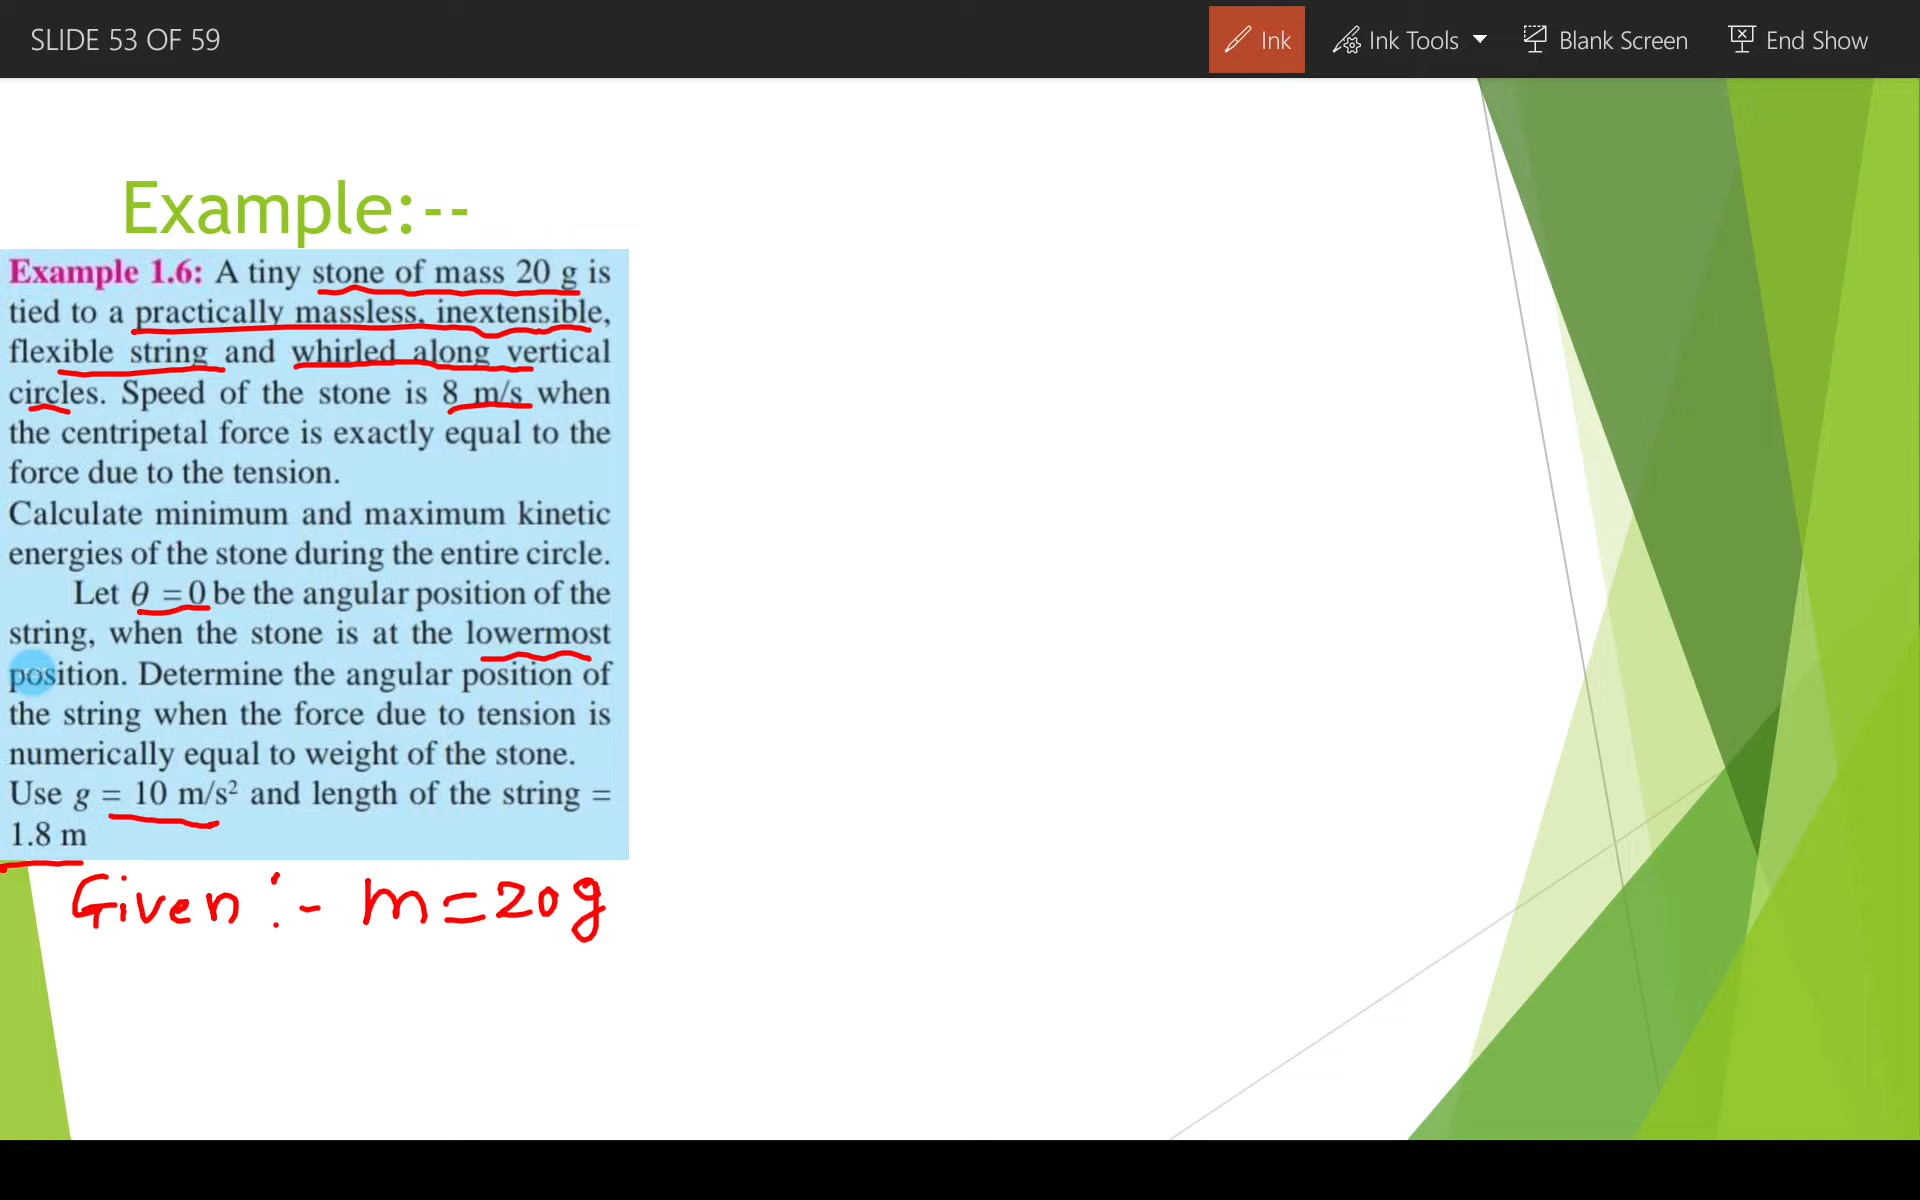 SLIDE 53 OF 59
Ink
Ink Tools
Blank Screen
End Show
Example:--
Example 1.6: A tiny stone of mass 20 g is
tied to a practically massless, inextensible,
flexible string and whirled along vertical
circles. Speed of the stone is 8 m/s when
the centripetal force is exactly equal to the
force due to the tension.
Calculate minimum and maximum kinetic
energies of the stone during the entire circle.
Let θ = 0 be the angular position of the
string, when the stone is at the lowermost
position. Determine the angular position of
the string when the force due to tension is
numerically equal to weight of the stone.
Use g = 10 m/s² and length of the string =
1.8 m
Given :- m = 20g